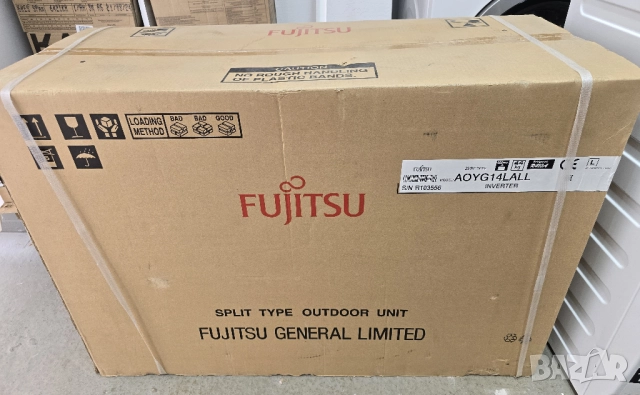 FUJITSU
CAUTION
NO ROUGH HANDLING
OF PLASTIC BANDS.
LOADING METHOD BAD BAD GOOD
FUJITSU
AOYG14LALL
S/N R103556 INVERTER
FUJITSU
SPLIT TYPE OUTDOOR UNIT
FUJITSU GENERAL LIMITED
BAZAR